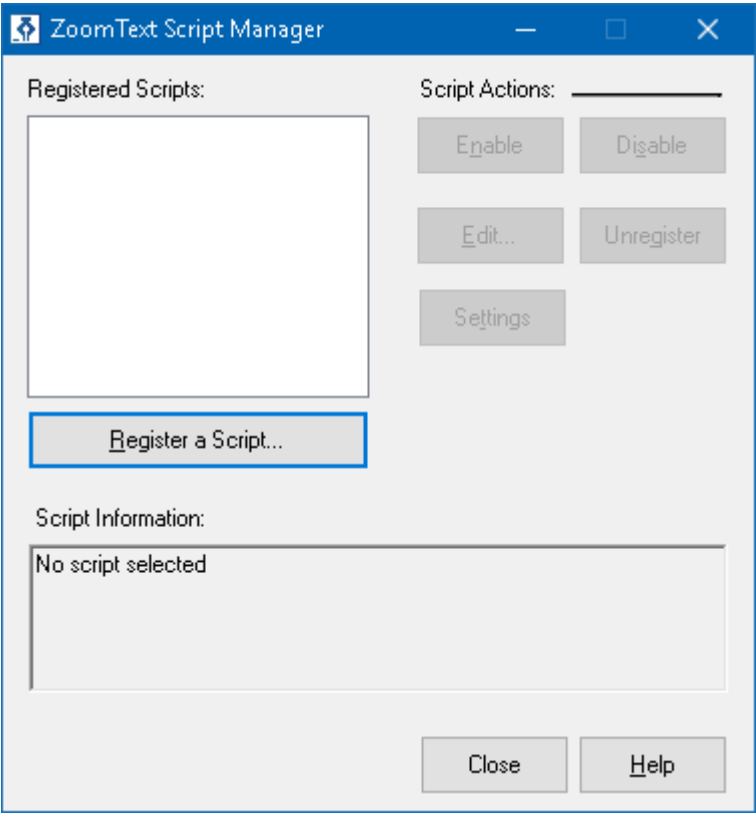 ZoomText Script Manager
Registered Scripts:
Script Actions:
Enable
Disable
Edit...
Unregister
Settings
Register a Script...
Script Information:
No script selected
Close
Help